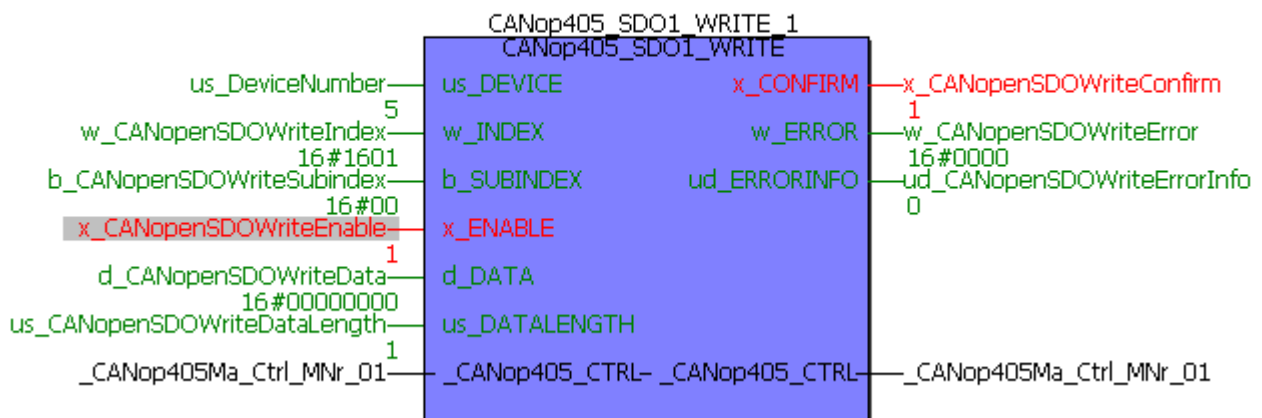 CANop405_SDO1_WRITE_1
CANop405_SDO1_WRITE
us_DeviceNumber us_DEVICE x_CONFIRM x_CANopenSDOWriteConfirm
5 1
w_CANopenSDOWriteIndex w_INDEX w_ERROR w_CANopenSDOWriteError
16#1601 16#0000
b_CANopenSDOWriteSubindex b_SUBINDEX ud_ERRORINFO ud_CANopenSDOWriteErrorInfo
16#00 0
x_CANopenSDOWriteEnable x_ENABLE
1
d_CANopenSDOWriteData d_DATA
16#00000000
us_CANopenSDOWriteDataLength us_DATALENGTH
1
_CANop405Ma_Ctrl_MNr_01 _CANop405_CTRL _CANop405_CTRL _CANop405Ma_Ctrl_MNr_01